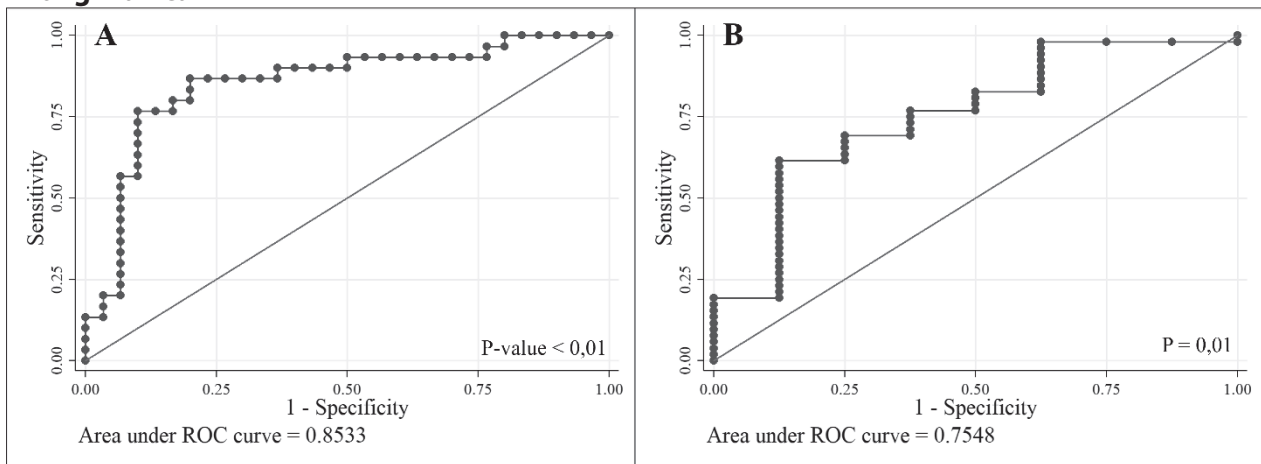 A
Sensitivity
1.00
0.75
0.50
0.25
0.00
P-value < 0,01
0.00 0.25 0.50 0.75 1.00
1 - Specificity
Area under ROC curve = 0.8533
B
Sensitivity
1.00
0.75
0.50
0.25
0.00
P = 0,01
0.00 0.25 0.50 0.75 1.00
1 - Specificity
Area under ROC curve = 0.7548